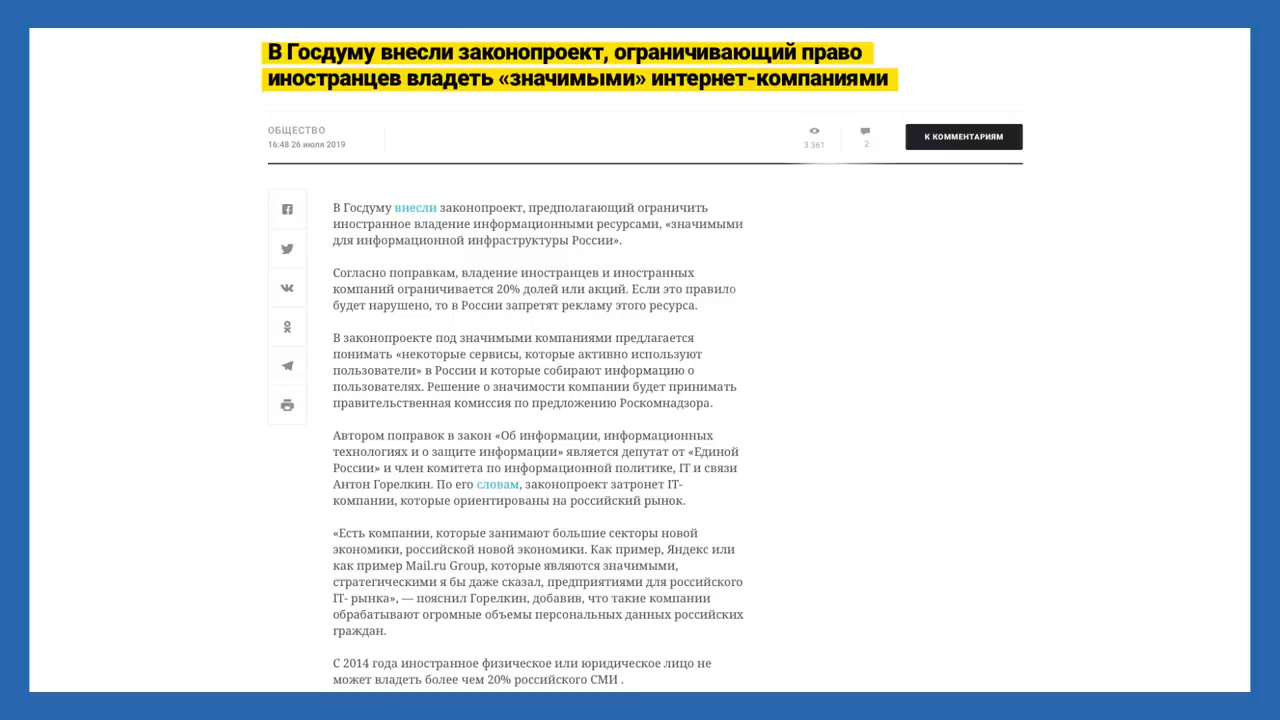 В Госдуму внесли законопроект, ограничивающий право
иностранцев владеть «значимыми» интернет-компаниями
ОБЩЕСТВО
16:48 26 июля 2019
3 361
2
К КОММЕНТАРИЯМ
В Госдуму внесли законопроект, предполагающий ограничить
иностранное владение информационными ресурсами, «значимыми
для информационной инфраструктуры России».
Согласно поправкам, владение иностранцев и иностранных
компаний ограничивается 20% долей или акций. Если это правило
будет нарушено, то в России запретят рекламу этого ресурса.
В законопроекте под значимыми компаниями предлагается
понимать «некоторые сервисы, которые активно используют
пользователи» в России и которые собирают информацию о
пользователях. Решение о значимости компании будет принимать
правительственная комиссия по предложению Роскомнадзора.
Автором поправок в закон «Об информации, информационных
технологиях и о защите информации» является депутат от «Единой
России» и член комитета по информационной политике, IT и связи
Антон Горелкин. По его словам, законопроект затронет IT-
компании, которые ориентированы на российский рынок.
«Есть компании, которые занимают большие секторы новой
экономики, российской новой экономики. Как пример, Яндекс или
как пример Mail.ru Group, которые являются значимыми,
стратегическими я бы даже сказал, предприятиями для российского
IT- рынка», — пояснил Горелкин, добавив, что такие компании
обрабатывают огромные объемы персональных данных российских
граждан.
С 2014 года иностранное физическое или юридическое лицо не
может владеть более чем 20% российского СМИ .